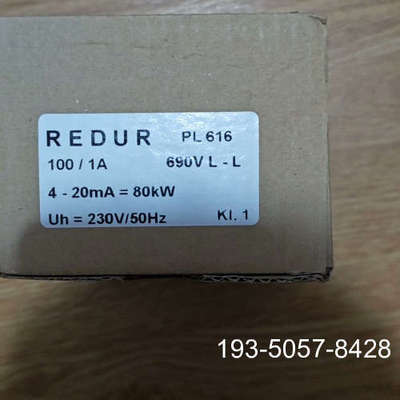 REDUR PL 616
100 / 1A 690V L - L
4 - 20mA = 80kW
Uh = 230V/50Hz Kl. 1
193-5057-8428